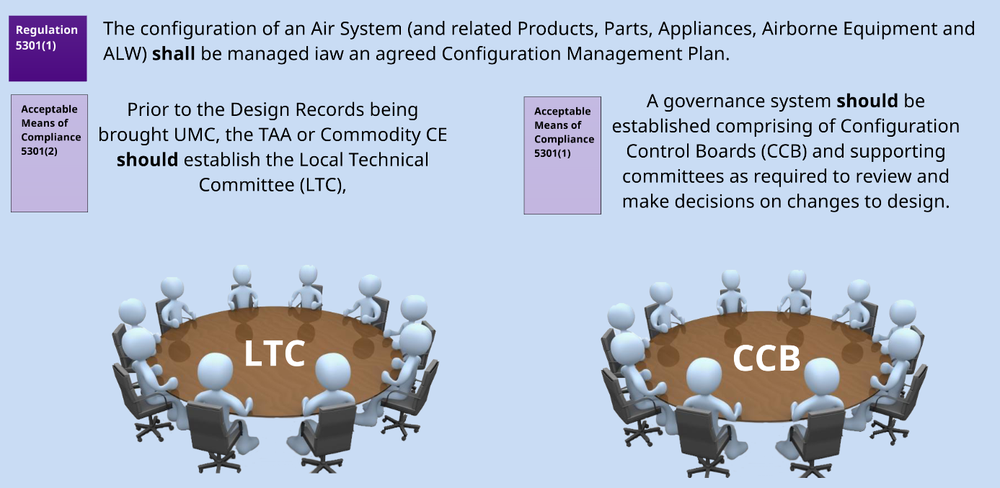 Regulation
5301(1)
The configuration of an Air System (and related Products, Parts, Appliances, Airborne Equipment and
ALW) shall be managed iaw an agreed Configuration Management Plan.
Acceptable
Means of
Compliance
5301(2)
Prior to the Design Records being
brought UMC, the TAA or Commodity CE
should establish the Local Technical
Committee (LTC),
Acceptable
Means of
Compliance
5301(1)
A governance system should be
established comprising of Configuration
Control Boards (CCB) and supporting
committees as required to review and
make decisions on changes to design.
LTC
CCB